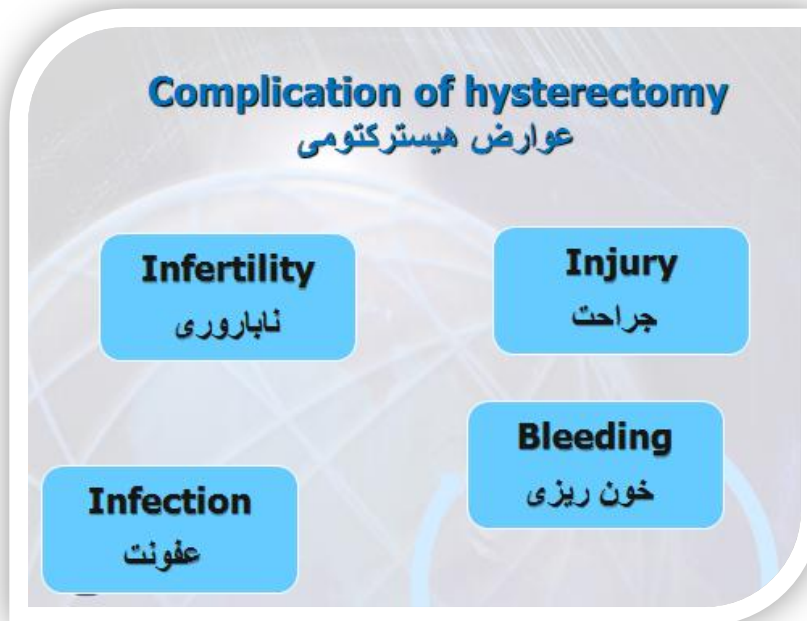 Complication of hysterectomy
عوارض هیسترکتومی
Infertility
ناباروری
Injury
جراحت
Bleeding
خون ریزی
Infection
عفونت